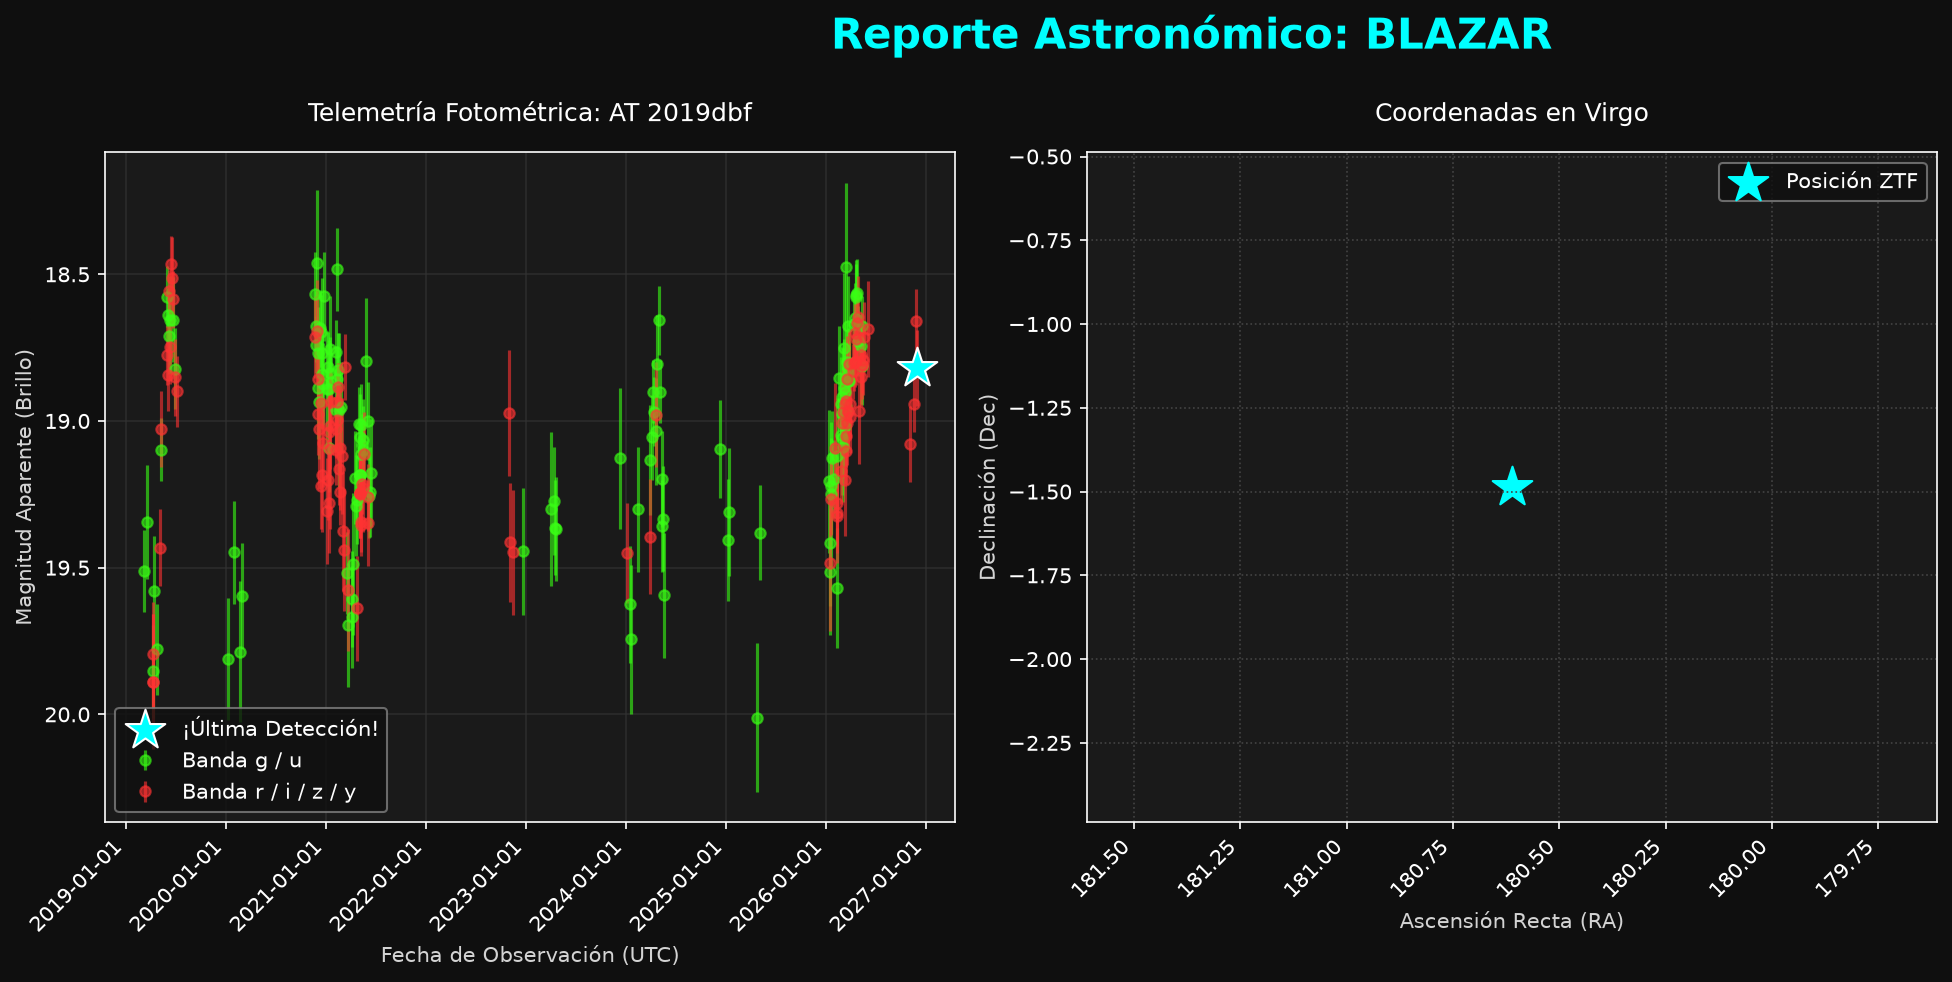 Reporte Astronómico: BLAZAR
Telemetría Fotométrica: AT 2019dbf
Magnitud Aparente (Brillo)
18.5
19.0
19.5
20.0
¡Última Detección!
Banda g / u
Banda r / i / z / y
2019-01-01
2020-01-01
2021-01-01
2022-01-01
2023-01-01
2024-01-01
2025-01-01
2026-01-01
2027-01-01
Fecha de Observación (UTC)
Coordenadas en Virgo
Declinación (Dec)
−0.50
−0.75
−1.00
−1.25
−1.50
−1.75
−2.00
−2.25
Posición ZTF
181.50
181.25
181.00
180.75
180.50
180.25
180.00
179.75
Ascensión Recta (RA)